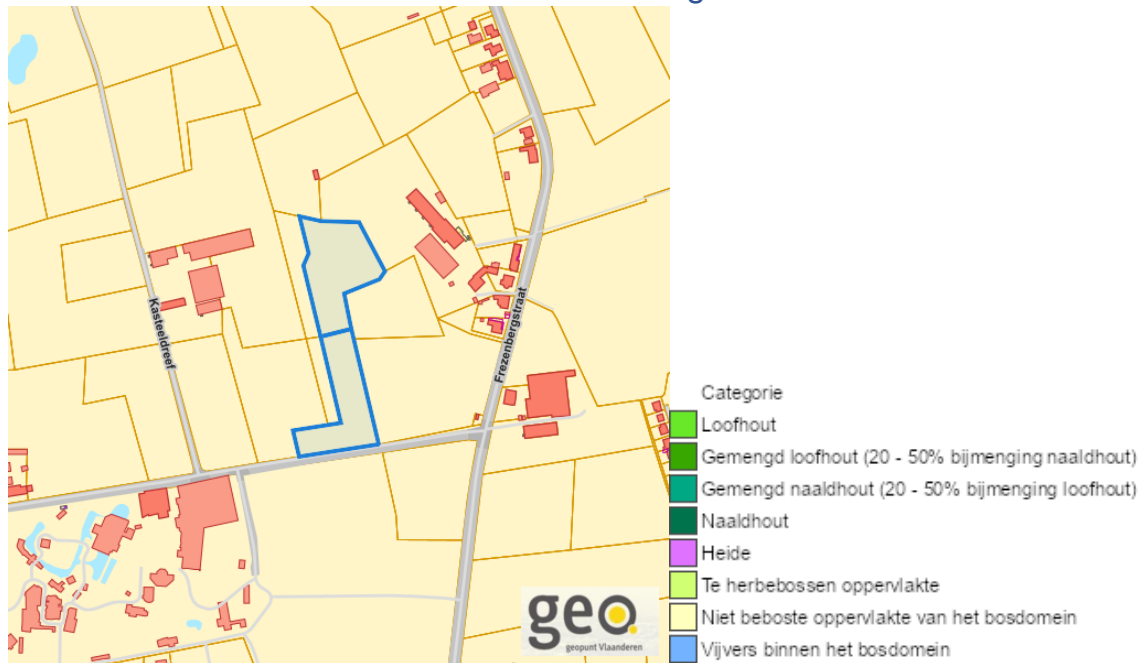 Kasteeldreef
Frezenbergstraat
geo.
geopunt Vlaanderen
Categorie
Loofhout
Gemengd loofhout (20 - 50% bijmenging naaldhout)
Gemengd naaldhout (20 - 50% bijmenging loofhout)
Naaldhout
Heide
Te herbebossen oppervlakte
Niet beboste oppervlakte van het bosdomein
Vijvers binnen het bosdomein